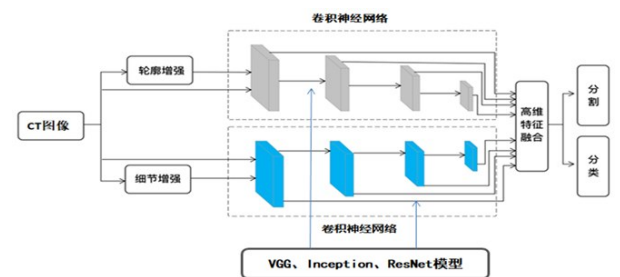 卷积神经网络
轮廓增强
CT图像
细节增强
高维
特征
融合
分
割
分
类
卷积神经网络
VGG、Inception、ResNet模型